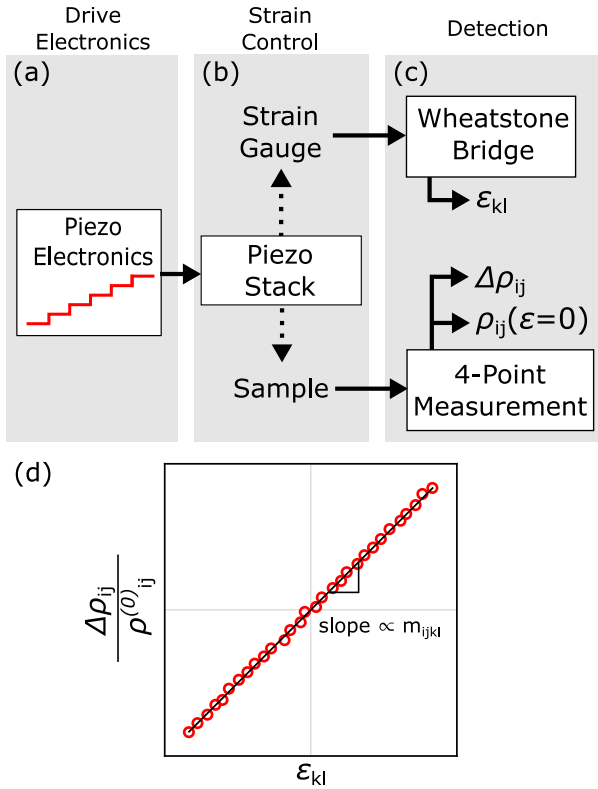 Drive
Electronics
Strain
Control
Detection
(a)
(b)
(c)
Piezo
Electronics
Strain
Gauge
Piezo
Stack
Sample
Wheatstone
Bridge
εkl
Δρij
ρij(ε=0)
4-Point
Measurement
(d)
Δρij
ρ(0)ij
slope ∝ mijkl
εkl